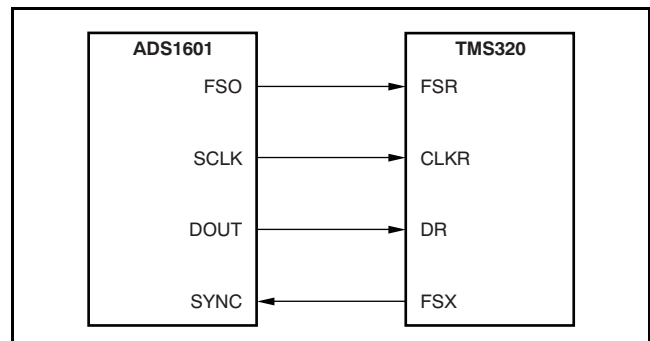 ADS1601 TMS320
FSO FSR
SCLK CLKR
DOUT DR
SYNC FSX